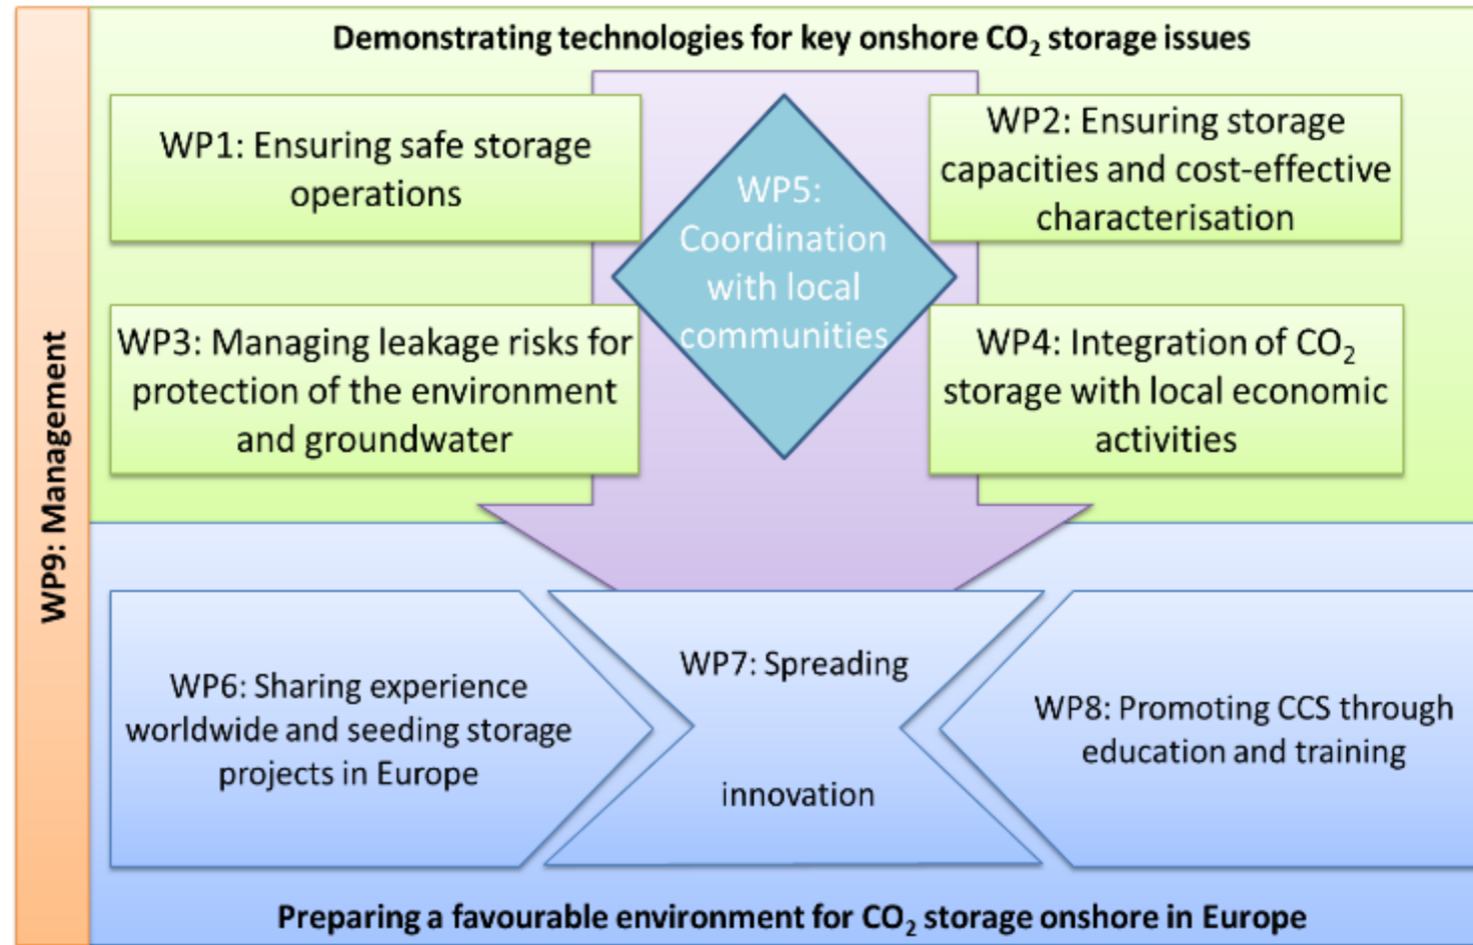 Demonstrating technologies for key onshore CO₂ storage issues
WP1: Ensuring safe storage
operations
WP2: Ensuring storage
capacities and cost-effective
characterisation
WP5:
Coordination
with local
communities
WP3: Managing leakage risks for
protection of the environment
and groundwater
WP4: Integration of CO₂
storage with local economic
activities
WP9: Management
WP6: Sharing experience
worldwide and seeding storage
projects in Europe
WP7: Spreading
innovation
WP8: Promoting CCS through
education and training
Preparing a favourable environment for CO₂ storage onshore in Europe